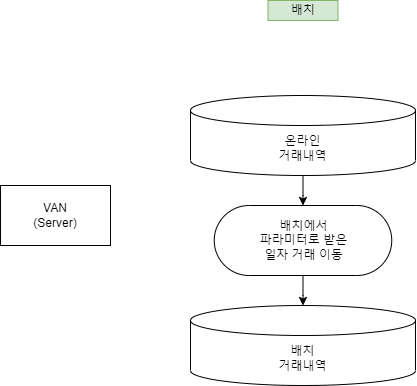 배치
온라인
거래내역
VAN
(Server)
배치에서
파라미터로 받은
일자 거래 이동
배치
거래내역